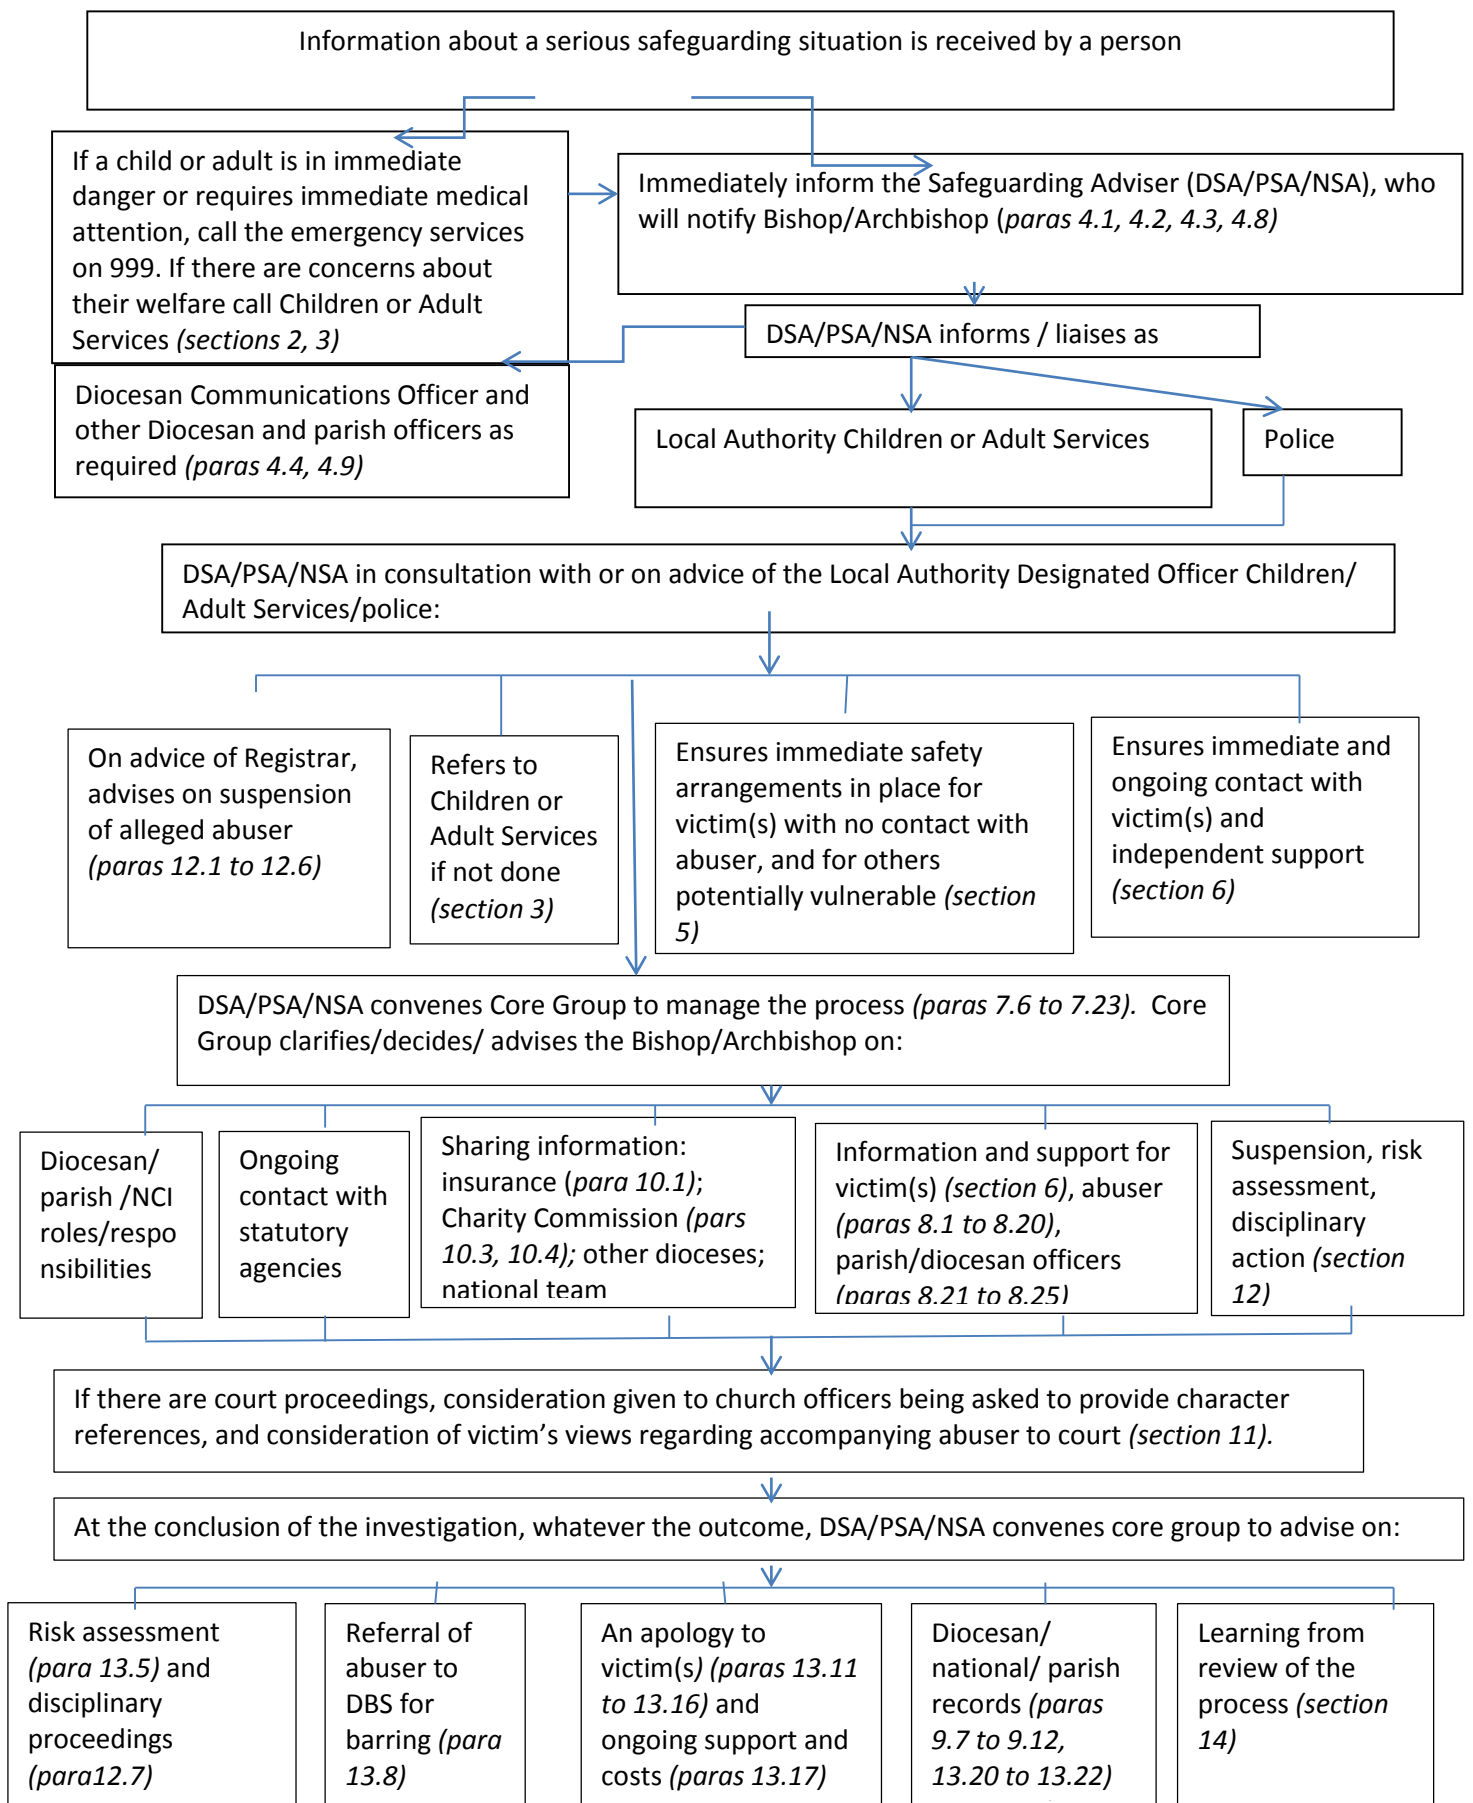 Information about a serious safeguarding situation is received by a person
If a child or adult is in immediate
danger or requires immediate medical
attention, call the emergency services
on 999. If there are concerns about
their welfare call Children or Adult
Services (sections 2, 3)
Immediately inform the Safeguarding Adviser (DSA/PSA/NSA), who
will notify Bishop/Archbishop (paras 4.1, 4.2, 4.3, 4.8)
DSA/PSA/NSA informs / liaises as
Diocesan Communications Officer and
other Diocesan and parish officers as
required (paras 4.4, 4.9)
Local Authority Children or Adult Services
Police
DSA/PSA/NSA in consultation with or on advice of the Local Authority Designated Officer Children/
Adult Services/police:
On advice of Registrar,
advises on suspension
of alleged abuser
(paras 12.1 to 12.6)
Refers to
Children or
Adult Services
if not done
(section 3)
Ensures immediate safety
arrangements in place for
victim(s) with no contact with
abuser, and for others
potentially vulnerable (section
5)
Ensures immediate and
ongoing contact with
victim(s) and
independent support
(section 6)
DSA/PSA/NSA convenes Core Group to manage the process (paras 7.6 to 7.23). Core
Group clarifies/decides/ advises the Bishop/Archbishop on:
Diocesan/
parish /NCI
roles/respo
nsibilities
Ongoing
contact with
statutory
agencies
Sharing information:
insurance (para 10.1);
Charity Commission (pars
10.3, 10.4); other dioceses;
national team
Information and support for
victim(s) (section 6), abuser
(paras 8.1 to 8.20),
parish/diocesan officers
(paras 8.21 to 8.25)
Suspension, risk
assessment,
disciplinary
action (section
12)
If there are court proceedings, consideration given to church officers being asked to provide character
references, and consideration of victim’s views regarding accompanying abuser to court (section 11).
At the conclusion of the investigation, whatever the outcome, DSA/PSA/NSA convenes core group to advise on:
Risk assessment
(para 13.5) and
disciplinary
proceedings
(para12.7)
Referral of
abuser to
DBS for
barring (para
13.8)
An apology to
victim(s) (paras 13.11
to 13.16) and
ongoing support and
costs (paras 13.17)
Diocesan/
national/ parish
records (paras
9.7 to 9.12,
13.20 to 13.22)
Learning from
review of the
process (section
14)